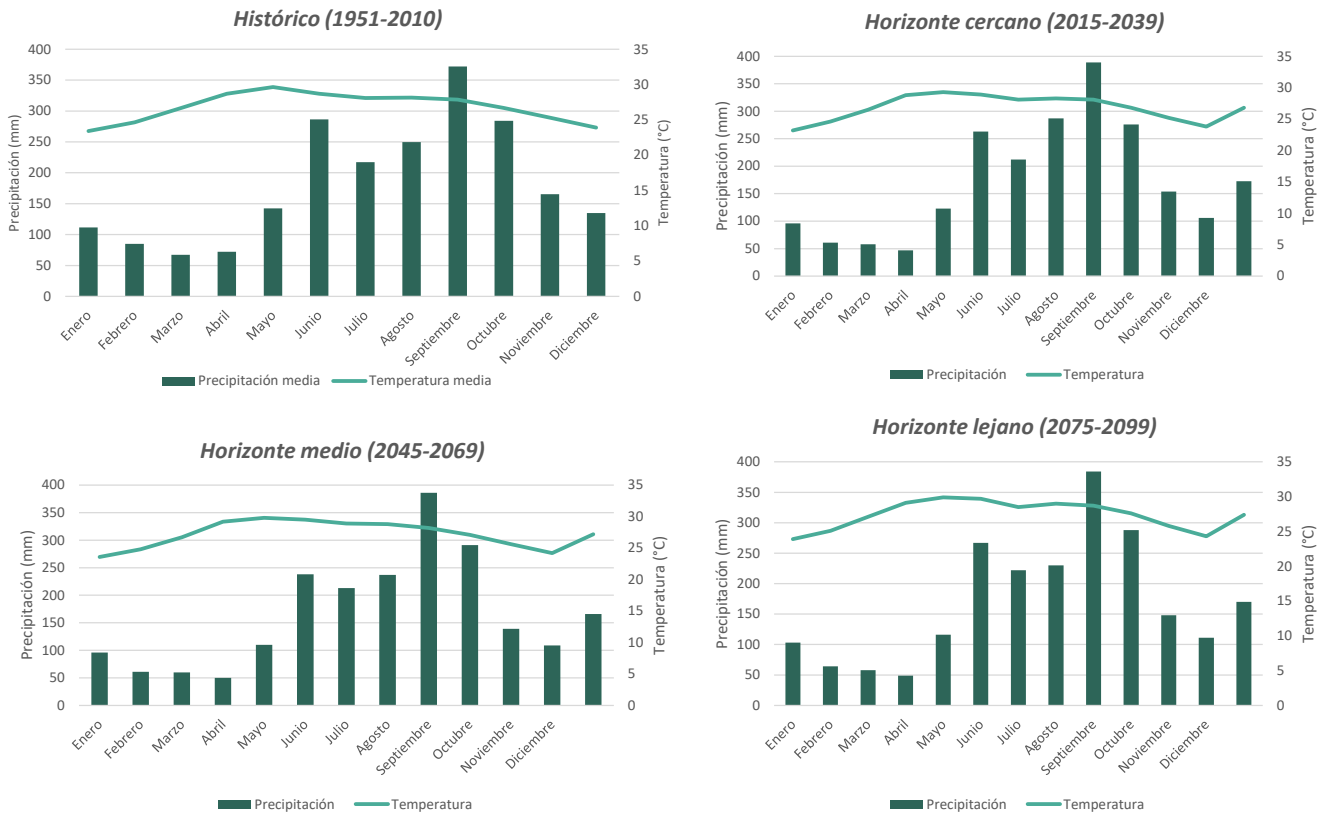 Histórico (1951-2010)
400
350
300
250
200
150
100
50
0
Precipitación (mm)
35
30
25
20
15
10
5
0
Temperatura (°C)
Enero
Febrero
Marzo
Abril
Mayo
Junio
Julio
Agosto
Septiembre
Octubre
Noviembre
Diciembre
Precipitación media
Temperatura media
Horizonte cercano (2015-2039)
400
350
300
250
200
150
100
50
0
Precipitación (mm)
35
30
25
20
15
10
5
0
Temperatura (°C)
Enero
Febrero
Marzo
Abril
Mayo
Junio
Julio
Agosto
Septiembre
Octubre
Noviembre
Diciembre
Precipitación
Temperatura
Horizonte medio (2045-2069)
400
350
300
250
200
150
100
50
0
Precipitación (mm)
35
30
25
20
15
10
5
0
Temperatura (°C)
Enero
Febrero
Marzo
Abril
Mayo
Junio
Julio
Agosto
Septiembre
Octubre
Noviembre
Diciembre
Precipitación
Temperatura
Horizonte lejano (2075-2099)
400
350
300
250
200
150
100
50
0
Precipitación (mm)
35
30
25
20
15
10
5
0
Temperatura (°C)
Enero
Febrero
Marzo
Abril
Mayo
Junio
Julio
Agosto
Septiembre
Octubre
Noviembre
Diciembre
Precipitación
Temperatura